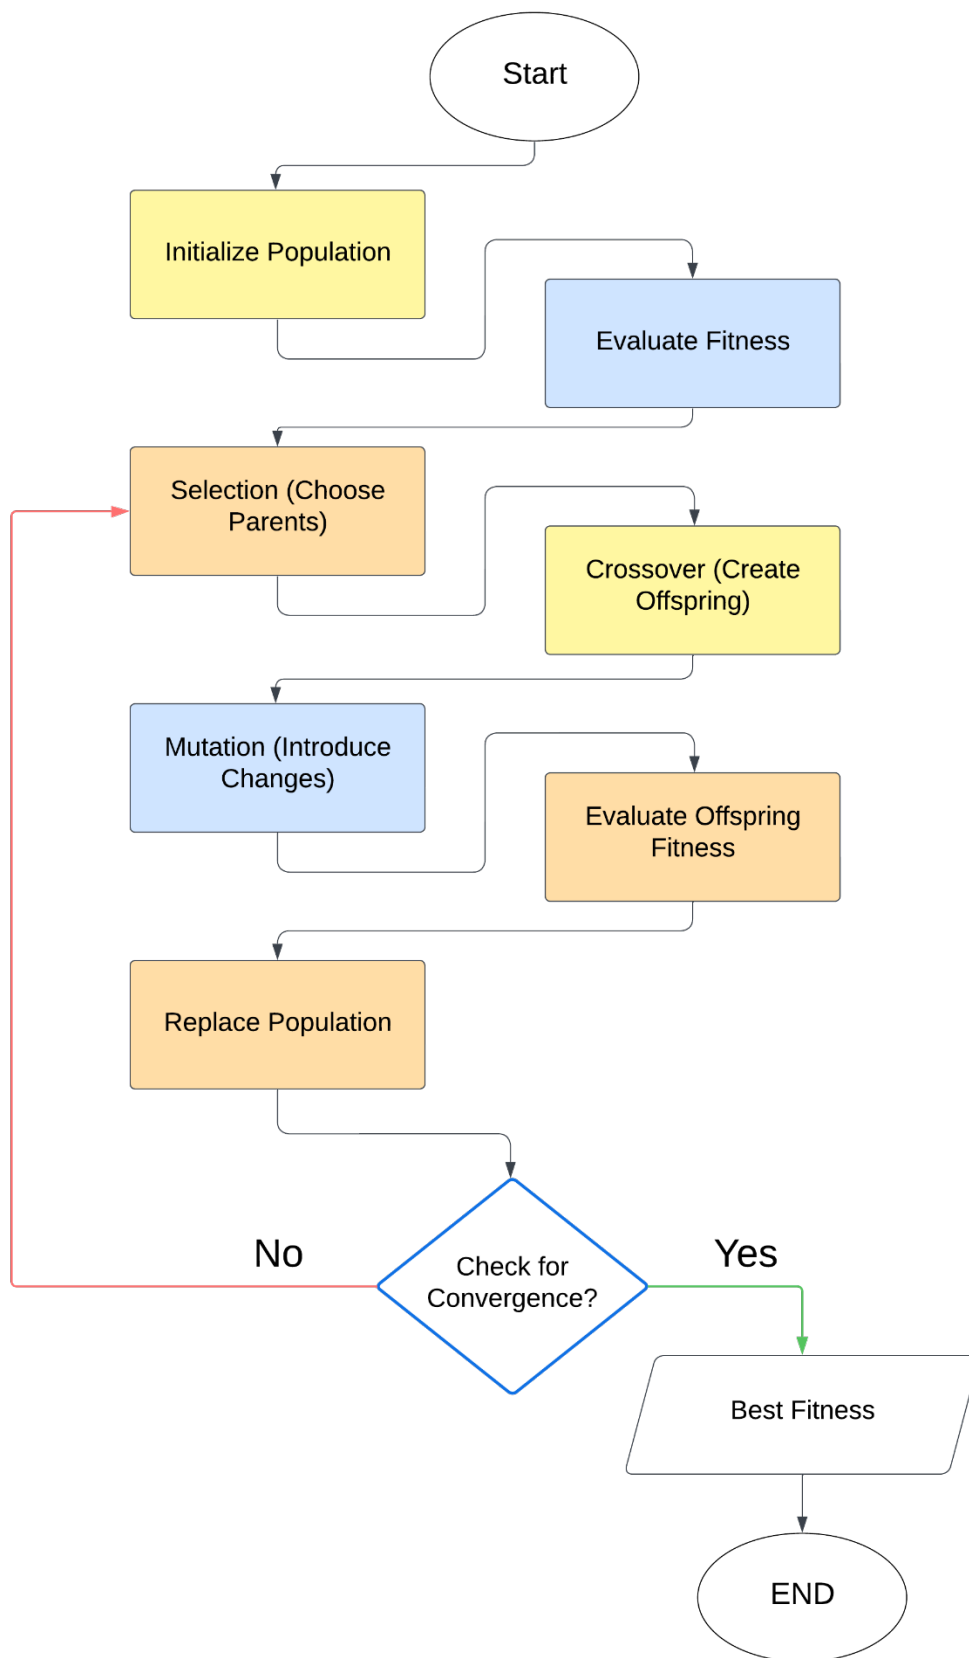 Start
Initialize Population
Evaluate Fitness
Selection (Choose
Parents)
Crossover (Create
Offspring)
Mutation (Introduce
Changes)
Evaluate Offspring
Fitness
Replace Population
No
Yes
Check for
Convergence?
Best Fitness
END